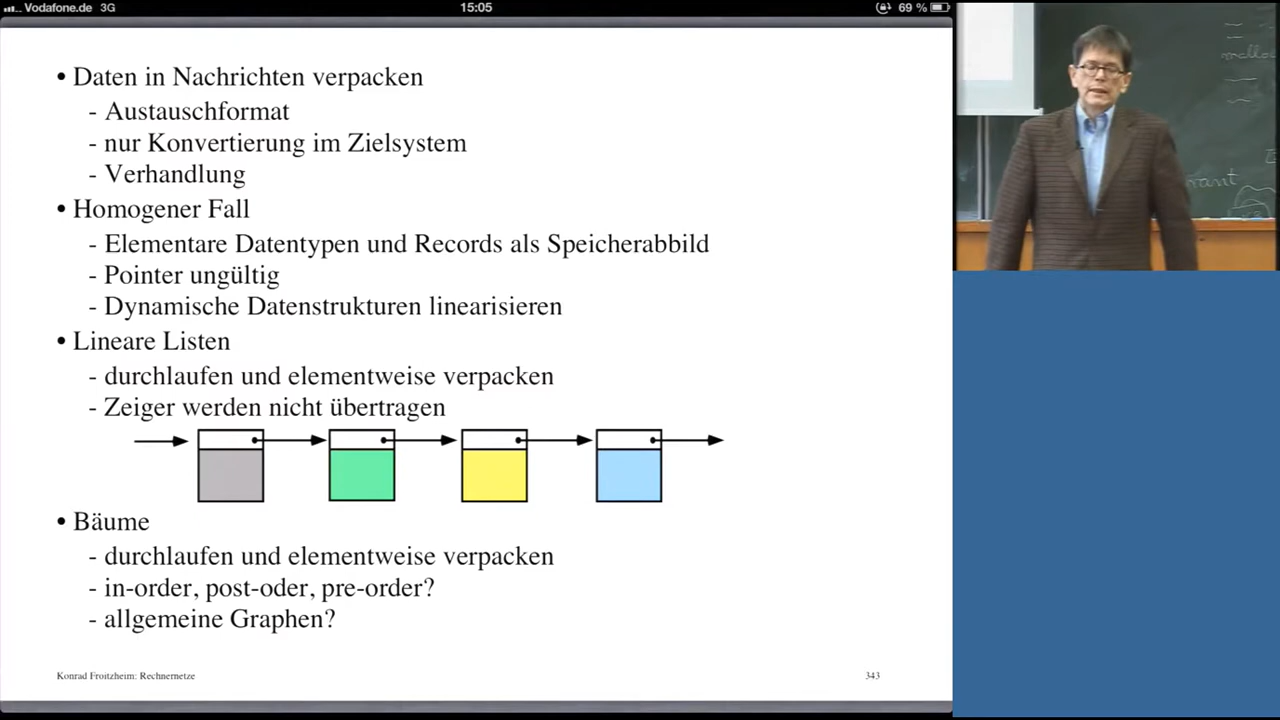 Vodafone.de 3G 15:05 69 %
• Daten in Nachrichten verpacken
- Austauschformat
- nur Konvertierung im Zielsystem
- Verhandlung
• Homogener Fall
- Elementare Datentypen und Records als Speicherabbild
- Pointer ungültig
- Dynamische Datenstrukturen linearisieren
• Lineare Listen
- durchlaufen und elementweise verpacken
- Zeiger werden nicht übertragen
• Bäume
- durchlaufen und elementweise verpacken
- in-order, post-oder, pre-order?
- allgemeine Graphen?
Konrad Froitzheim: Rechnernetze 343